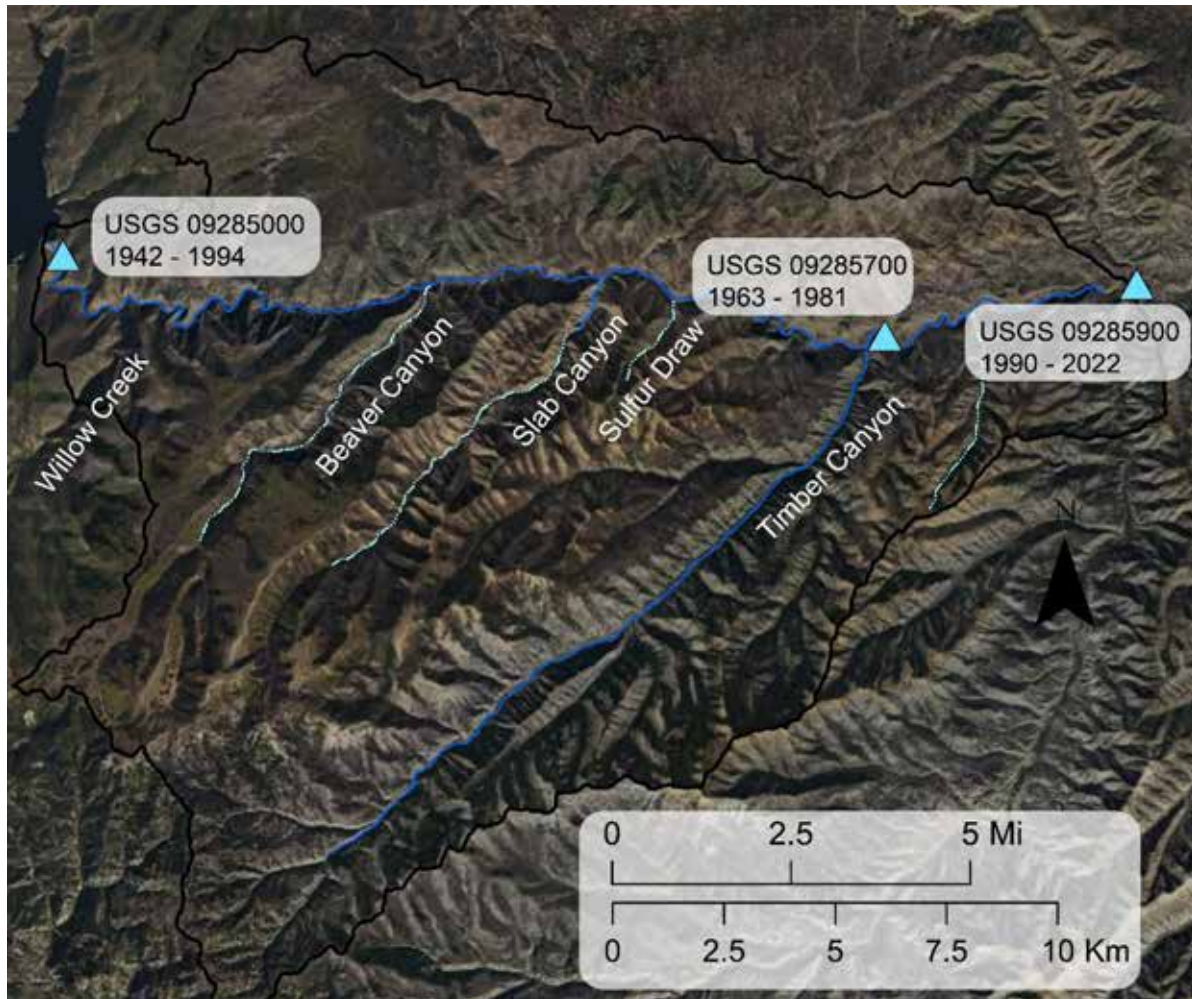 USGS 09285000
1942 - 1994
USGS 09285700
1963 - 1981
USGS 09285900
1990 - 2022
Willow Creek
Beaver Canyon
Slab Canyon
Sulfur Draw
Timber Canyon
N
0 2.5 5 Mi
0 2.5 5 7.5 10 Km